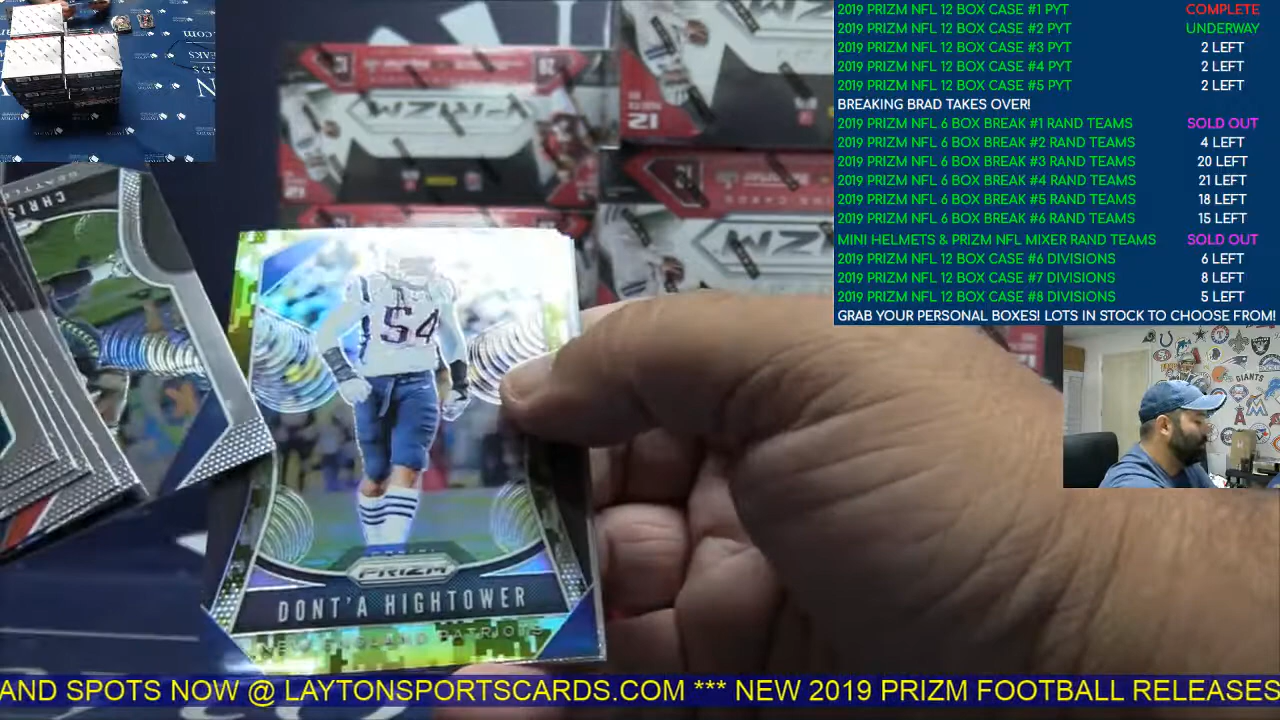 2019 PRIZM NFL 12 BOX CASE #1 PYT COMPLETE
2019 PRIZM NFL 12 BOX CASE #2 PYT UNDERWAY
2019 PRIZM NFL 12 BOX CASE #3 PYT 2 LEFT
2019 PRIZM NFL 12 BOX CASE #4 PYT 2 LEFT
2019 PRIZM NFL 12 BOX CASE #5 PYT 2 LEFT
BREAKING BRAD TAKES OVER!
2019 PRIZM NFL 6 BOX BREAK #1 RAND TEAMS SOLD OUT
2019 PRIZM NFL 6 BOX BREAK #2 RAND TEAMS 4 LEFT
2019 PRIZM NFL 6 BOX BREAK #3 RAND TEAMS 20 LEFT
2019 PRIZM NFL 6 BOX BREAK #4 RAND TEAMS 21 LEFT
2019 PRIZM NFL 6 BOX BREAK #5 RAND TEAMS 18 LEFT
2019 PRIZM NFL 6 BOX BREAK #6 RAND TEAMS 15 LEFT
MINI HELMETS & PRIZM NFL MIXER RAND TEAMS SOLD OUT
2019 PRIZM NFL 12 BOX CASE #6 DIVISIONS 6 LEFT
2019 PRIZM NFL 12 BOX CASE #7 DIVISIONS 8 LEFT
2019 PRIZM NFL 12 BOX CASE #8 DIVISIONS 5 LEFT
GRAB YOUR PERSONAL BOXES! LOTS IN STOCK TO CHOOSE FROM!
PRIZM
12
CHRIS
54
GIANTS
PANINI
PRIZM
DONT'A HIGHTOWER
NEW ENGLAND PATRIOTS
AND SPOTS NOW @ LAYTONSPORTSCARDS.COM *** NEW 2019 PRIZM FOOTBALL RELEASES